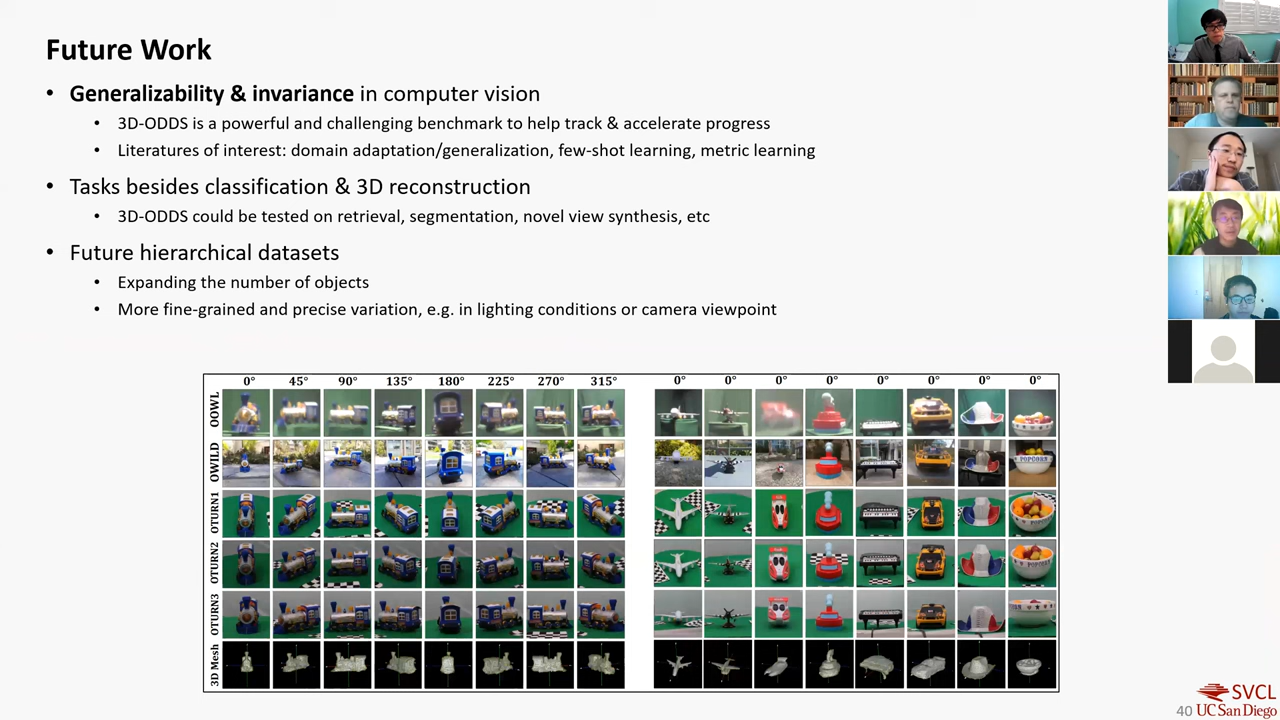 Future Work
• Generalizability & invariance in computer vision
• 3D-ODDS is a powerful and challenging benchmark to help track & accelerate progress
• Literatures of interest: domain adaptation/generalization, few-shot learning, metric learning
• Tasks besides classification & 3D reconstruction
• 3D-ODDS could be tested on retrieval, segmentation, novel view synthesis, etc
• Future hierarchical datasets
• Expanding the number of objects
• More fine-grained and precise variation, e.g. in lighting conditions or camera viewpoint
0° 45° 90° 135° 180° 225° 270° 315° 0° 0° 0° 0° 0° 0° 0° 0°
OOWL
OWILD
POPCORN
OTURN1
OTURN2
OTURN3
3D Mesh
SVCL
40 UC San Diego